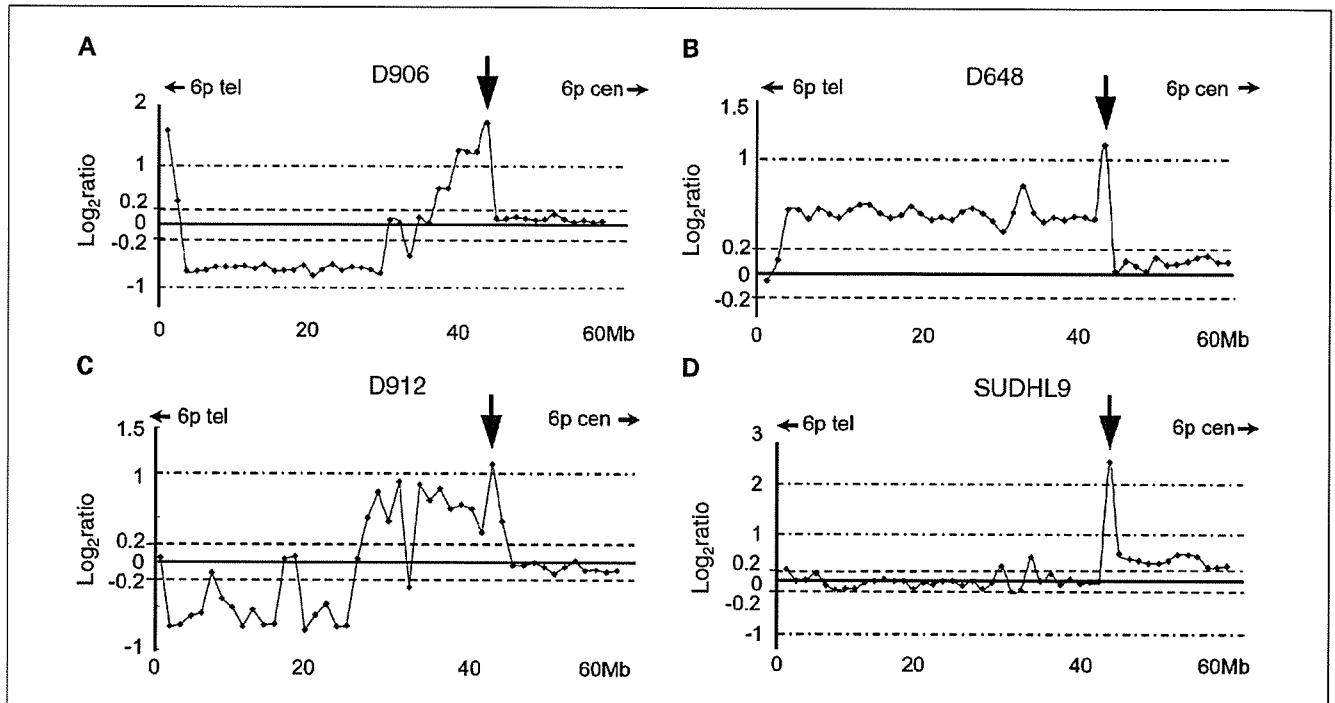 A
D906
← 6p tel
6p cen →
2
1
0.2
0
-0.2
-1
Log₂ratio
0 20 40 60Mb
B
D648
← 6p tel
6p cen →
1.5
1
0.2
0
-0.2
Log₂ratio
0 20 40 60Mb
C
D912
← 6p tel
6p cen →
1.5
1
0.2
0
-0.2
-1
Log₂ratio
0 20 40 60Mb
D
SUDHL9
← 6p tel
6p cen →
3
2
1
0.2
0
-0.2
-1
Log₂ratio
0 20 40 60Mb